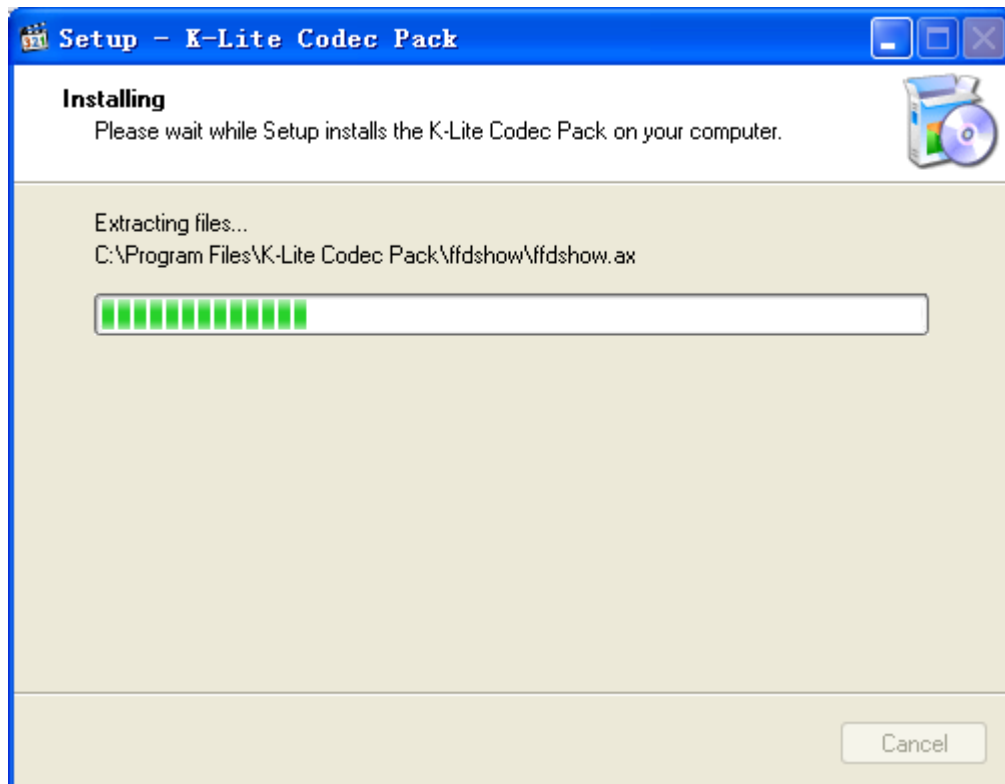 Setup - K-Lite Codec Pack
Installing
Please wait while Setup installs the K-Lite Codec Pack on your computer.
Extracting files...
C:\Program Files\K-Lite Codec Pack\ffdshow\ffdshow.ax
Cancel